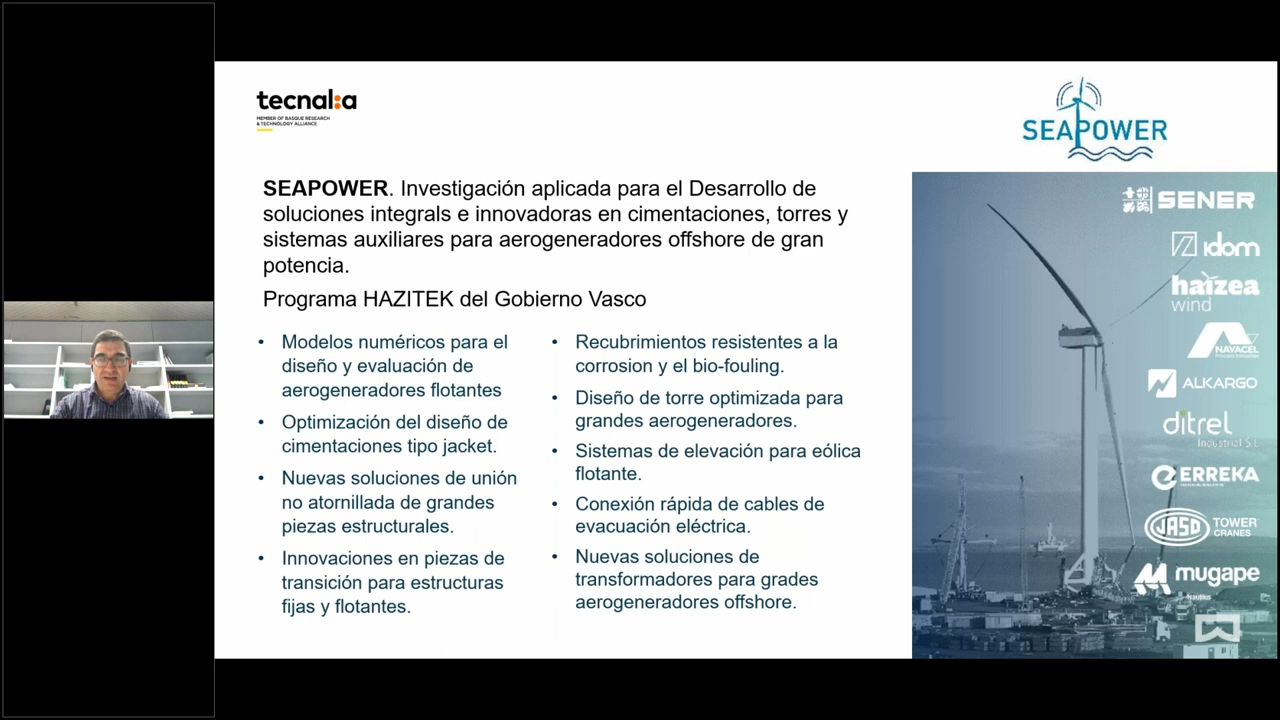 tecnal:a
MEMBER OF BASQUE RESEARCH
& TECHNOLOGY ALLIANCE
SEAPOWER
SEAPOWER. Investigación aplicada para el Desarrollo de
soluciones integrals e innovadoras en cimentaciones, torres y
sistemas auxiliares para aerogeneradores offshore de gran
potencia.
Programa HAZITEK del Gobierno Vasco
• Modelos numéricos para el
diseño y evaluación de
aerogeneradores flotantes
• Optimización del diseño de
cimentaciones tipo jacket.
• Nuevas soluciones de unión
no atornillada de grandes
piezas estructurales.
• Innovaciones en piezas de
transición para estructuras
fijas y flotantes.
• Recubrimientos resistentes a la
corrosion y el bio-fouling.
• Diseño de torre optimizada para
grandes aerogeneradores.
• Sistemas de elevación para eólica
flotante.
• Conexión rápida de cables de
evacuación eléctrica.
• Nuevas soluciones de
transformadores para grades
aerogeneradores offshore.
SENER
idom
haizea
wind
NAVACEL
ALKARGO
ditrel
Industrial S.L
ERREKA
JASO TOWER
CRANES
mugape
Nautilus